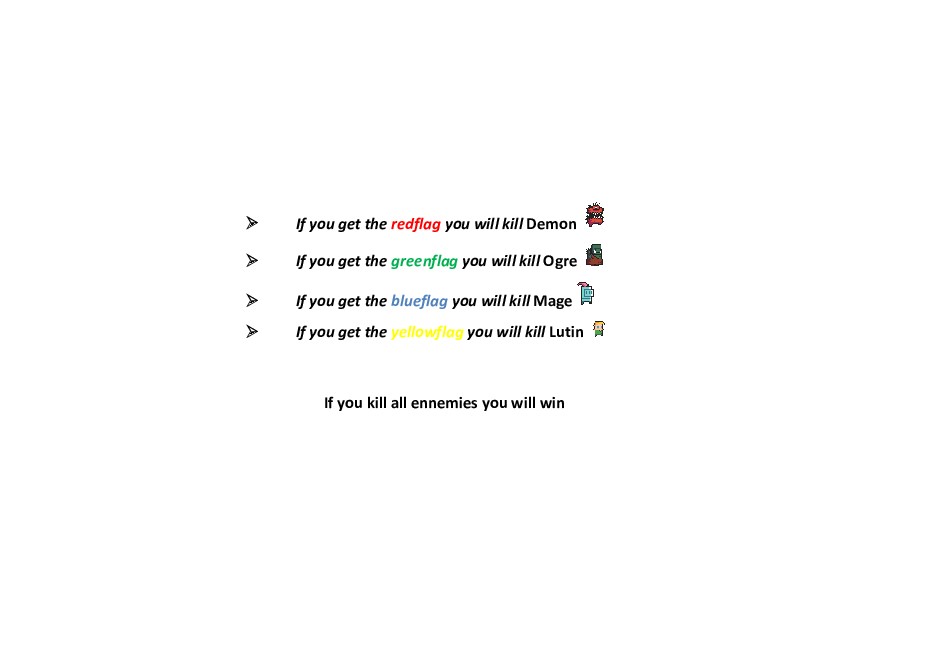 ➢ If you get the redflag you will kill Demon
➢ If you get the greenflag you will kill Ogre
➢ If you get the blueflag you will kill Mage
➢ If you get the yellowflag you will kill Lutin
If you kill all ennemies you will win